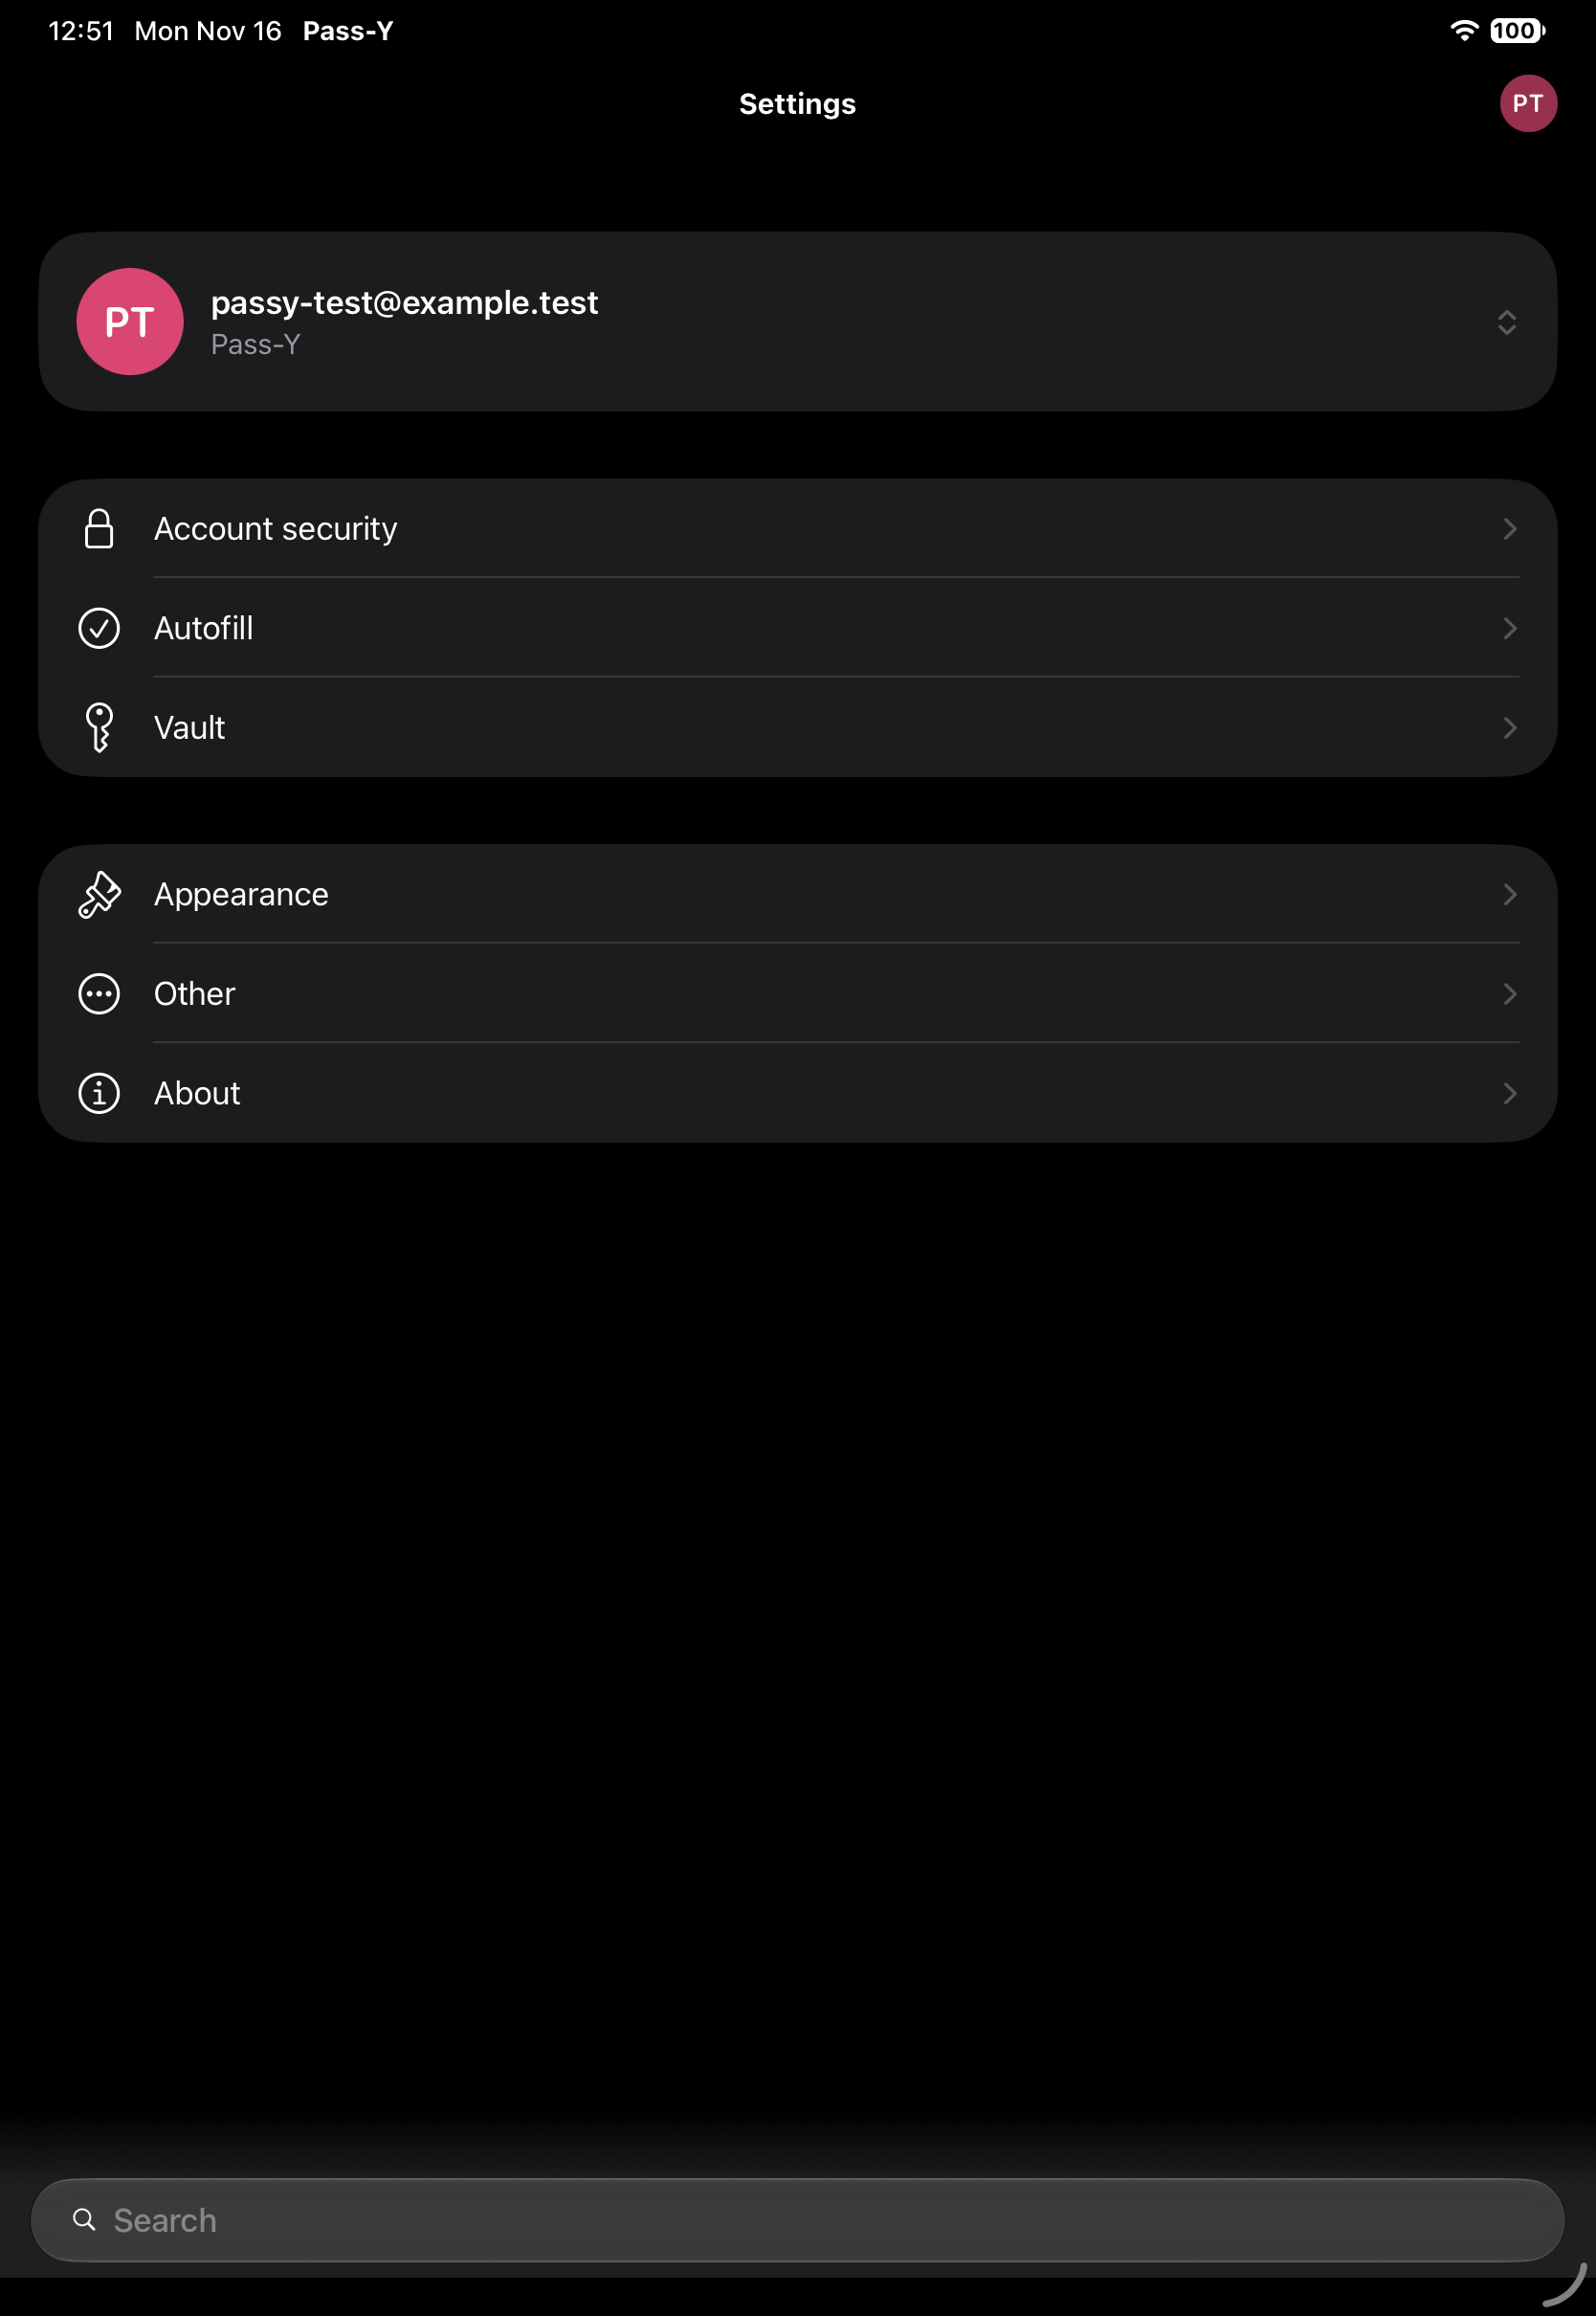 12:51 Mon Nov 16 Pass-Y
100
Settings
PT
PT
passy-test@example.test
Pass-Y
Account security
Autofill
Vault
Appearance
Other
About
Search